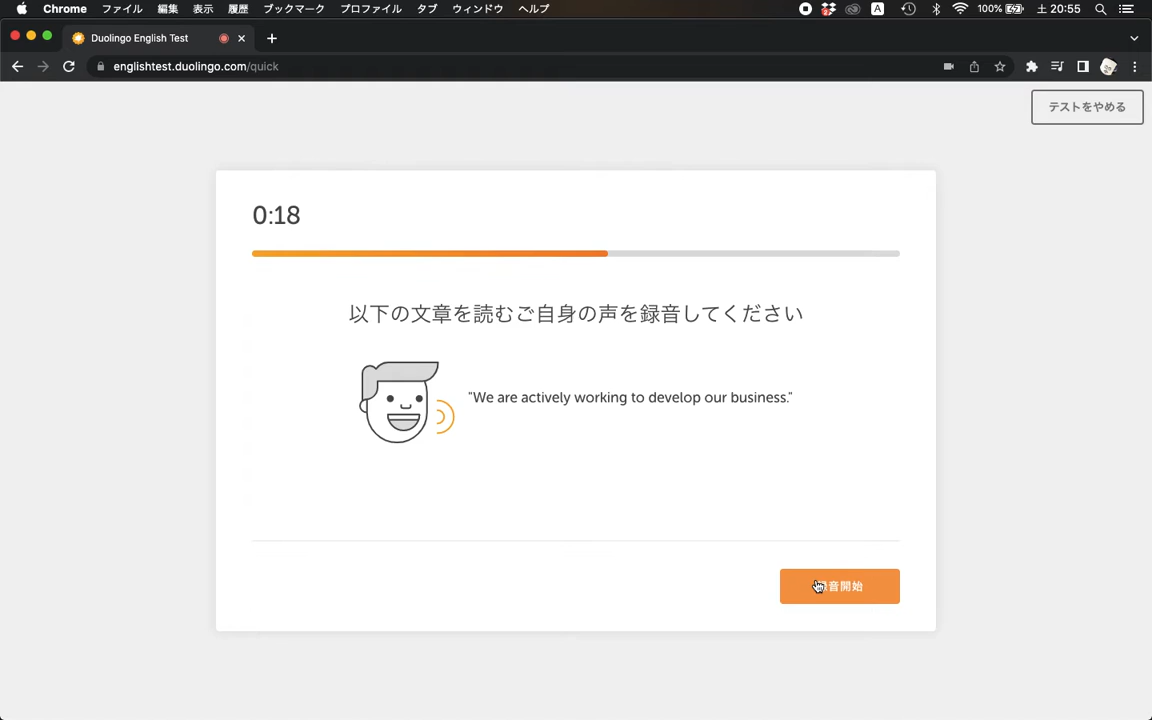 Chrome ファイル 編集 表示 履歴 ブックマーク プロファイル タブ ウィンドウ ヘルプ A 100% 土 20:55
Duolingo English Test
englishtest.duolingo.com/quick
テストをやめる
0:18
以下の文章を読むご自身の声を録音してください
"We are actively working to develop our business."
音開始